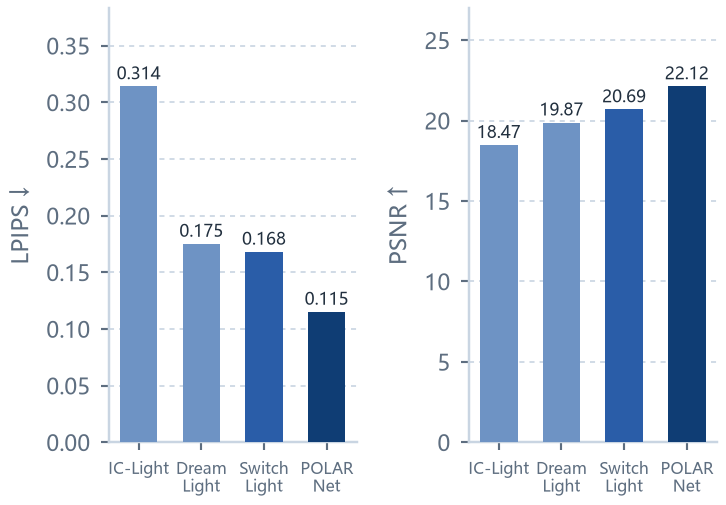 LPIPS ↓
0.35
0.30
0.25
0.20
0.15
0.10
0.05
0.00
0.314
0.175
0.168
0.115
IC-Light
Dream
Light
Switch
Light
POLAR
Net
PSNR ↑
25
20
15
10
5
0
18.47
19.87
20.69
22.12
IC-Light
Dream
Light
Switch
Light
POLAR
Net